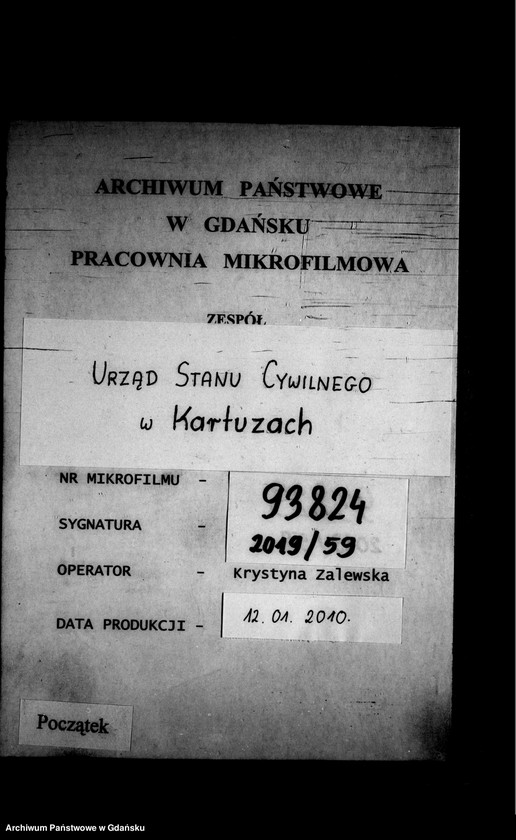 ARCHIWUM PAŃSTWOWE
W GDAŃSKU
PRACOWNIA MIKROFILMOWA
ZESPÓŁ
URZĄD STANU CYWILNEGO
w Kartuzach
NR MIKROFILMU - 93824
SYGNATURA - 2019/59
OPERATOR - Krystyna Zalewska
DATA PRODUKCJI - 12.01.2010.
Początek
Archiwum Państwowe w Gdańsku